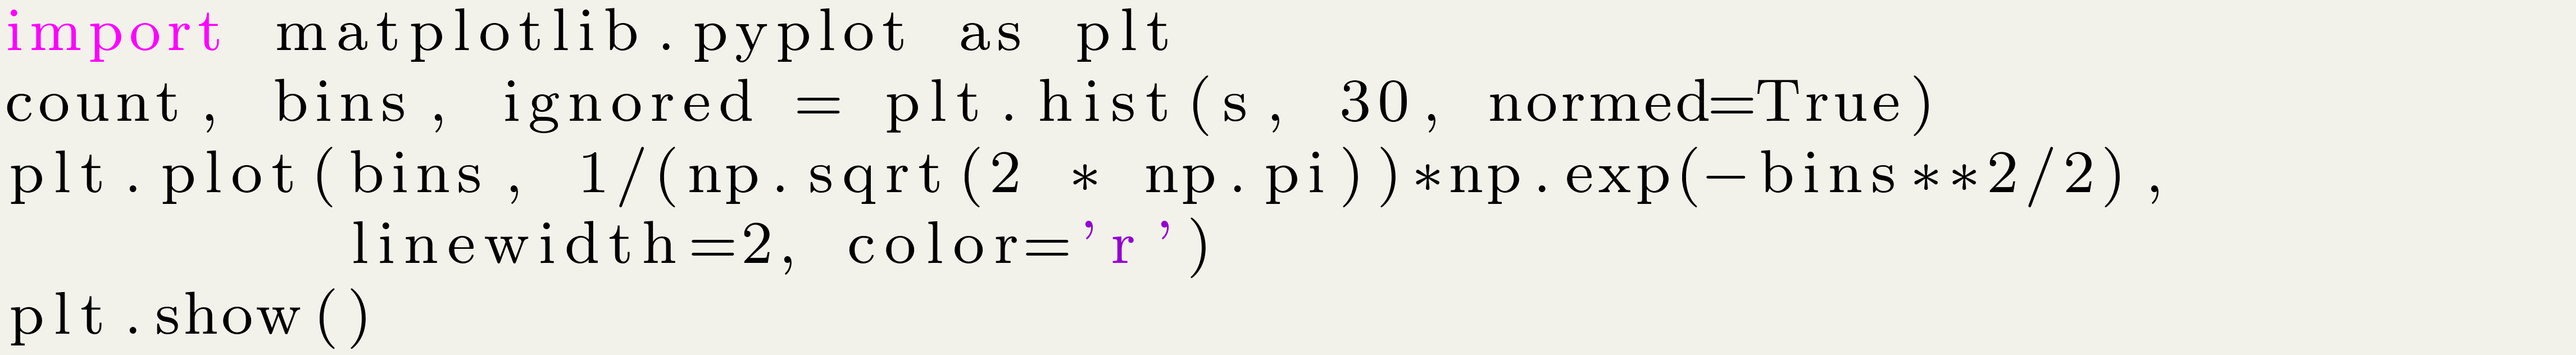 import matplotlib.pyplot as plt
count, bins, ignored = plt.hist(s, 30, normed=True)
plt.plot(bins, 1/(np.sqrt(2 * np.pi))*np.exp(-bins**2/2),
         linewidth=2, color='r')
plt.show()